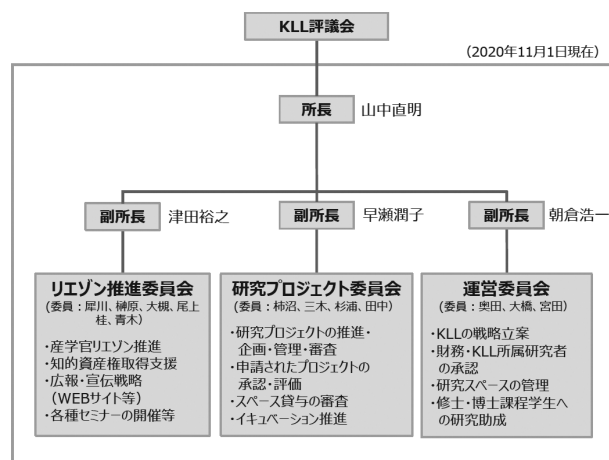 KLL評議会
(2020年11月1日現在)
所長 山中直明
副所長 津田裕之
副所長 早瀬潤子
副所長 朝倉浩一
リエゾン推進委員会
(委員：犀川、榊原、大槻、尾上
桂、青木)
・産学官リエゾン推進
・知的資産権取得支援
・広報・宣伝戦略
(WEBサイト等)
・各種セミナーの開催等
研究プロジェクト委員会
(委員：柿沼、三木、杉浦、田中)
・研究プロジェクトの推進・
企画・管理・審査
・申請されたプロジェクトの
承認・評価
・スペース貸与の審査
・イキュベーション推進
運営委員会
(委員：奥田、大橋、宮田)
・KLLの戦略立案
・財務・KLL所属研究者
の承認
・研究スペースの管理
・修士・博士課程学生へ
の研究助成